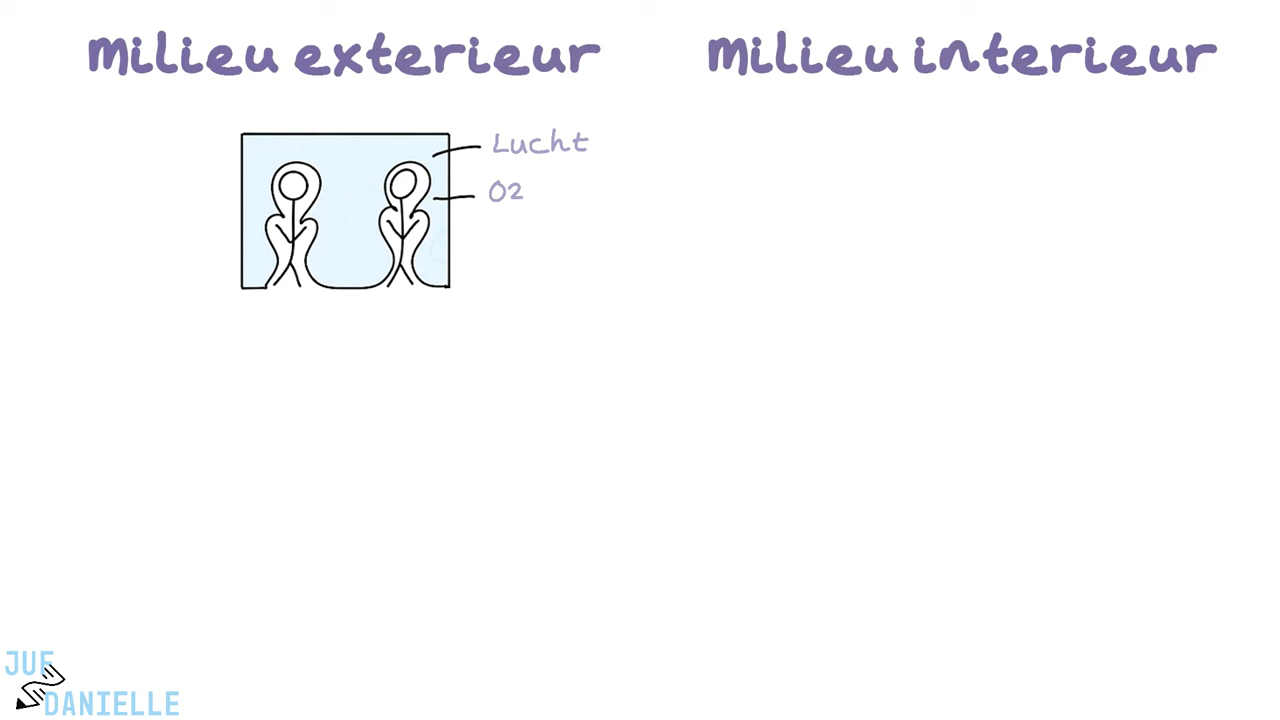 milieu exterieur
milieu interieur
Lucht
O2
JUF
DANIELLE